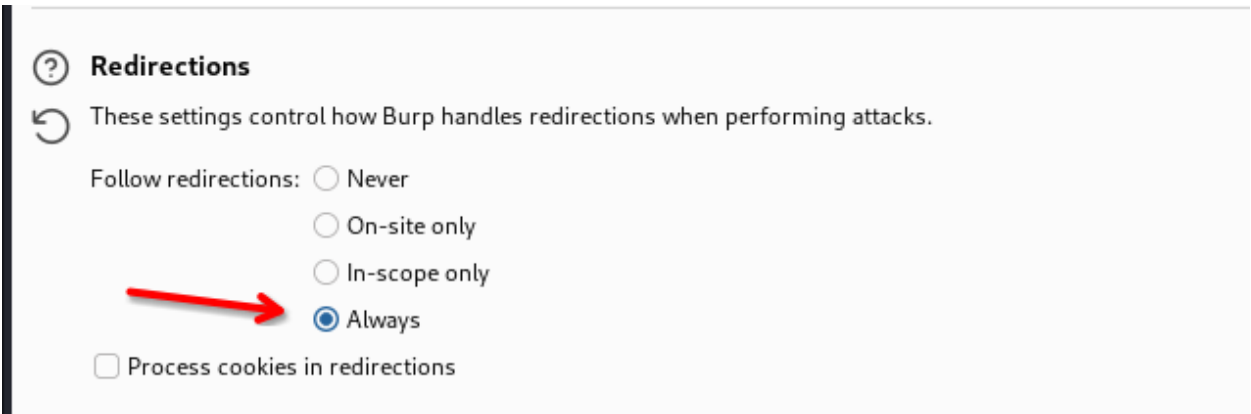 Redirections
These settings control how Burp handles redirections when performing attacks.
Follow redirections: Never
On-site only
In-scope only
Always
Process cookies in redirections